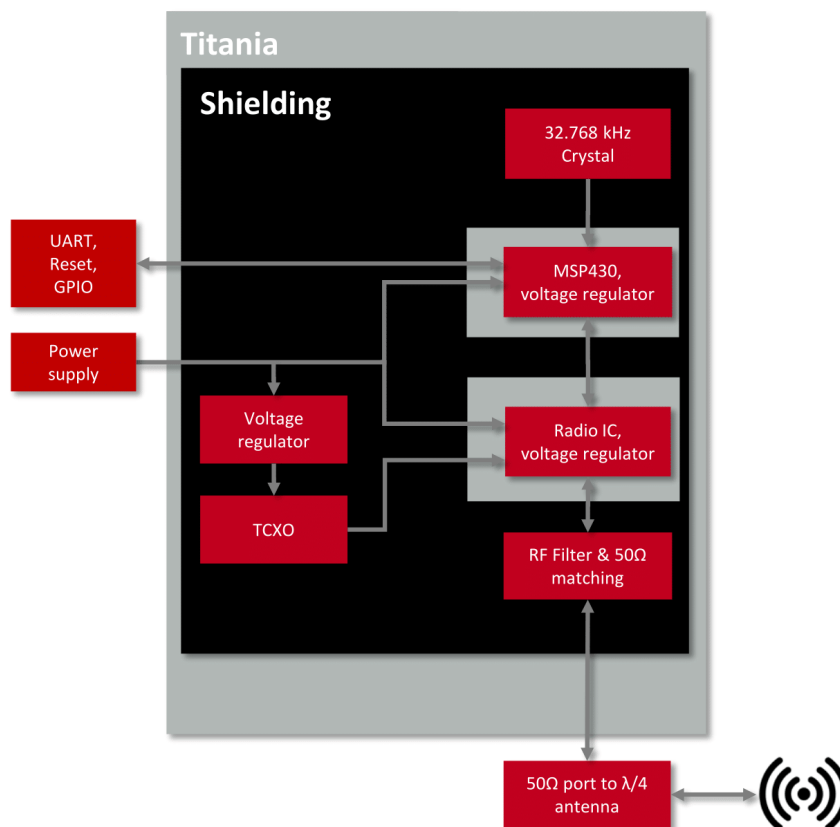 Titania
Shielding
32.768 kHz
Crystal
UART,
Reset,
GPIO
MSP430,
voltage regulator
Power
supply
Voltage
regulator
Radio IC,
voltage regulator
TCXO
RF Filter & 50Ω
matching
50Ω port to λ/4
antenna